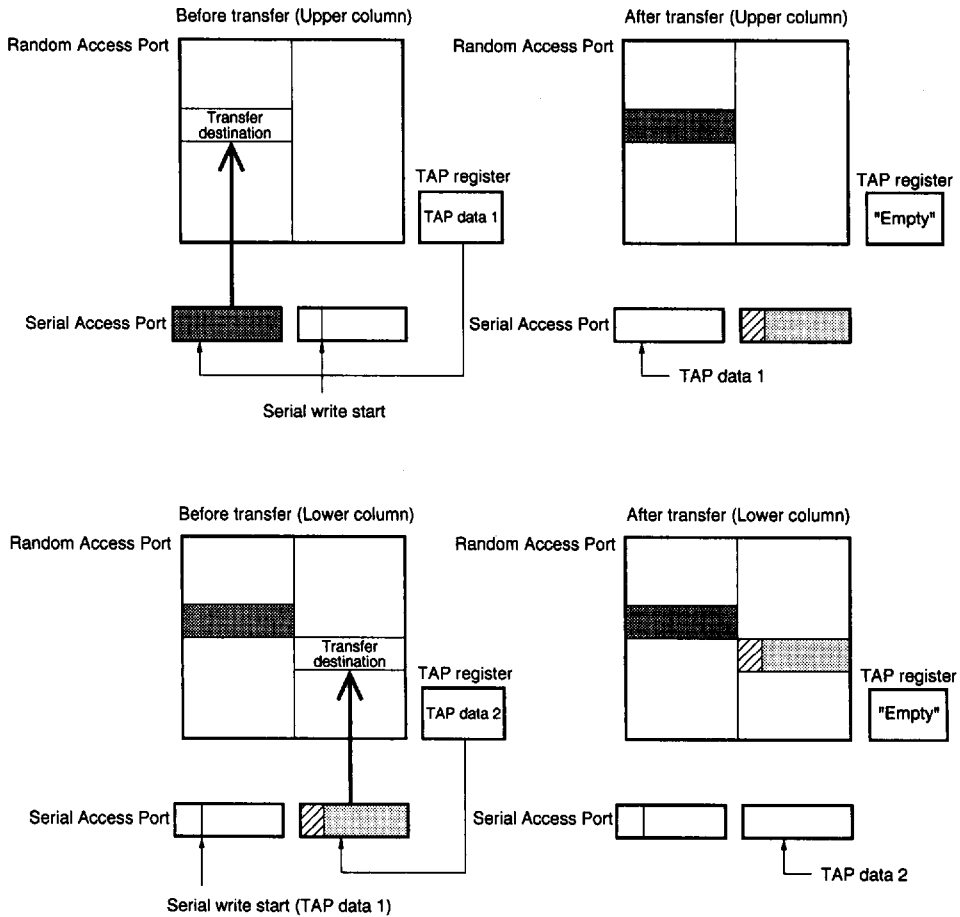 Before transfer (Upper column)
After transfer (Upper column)
Random Access Port
Random Access Port
Transfer
destination
TAP register
TAP data 1
TAP register
"Empty"
Serial Access Port
Serial Access Port
TAP data 1
Serial write start
Before transfer (Lower column)
After transfer (Lower column)
Random Access Port
Random Access Port
Transfer
destination
TAP register
TAP data 2
TAP register
"Empty"
Serial Access Port
Serial Access Port
TAP data 2
Serial write start (TAP data 1)